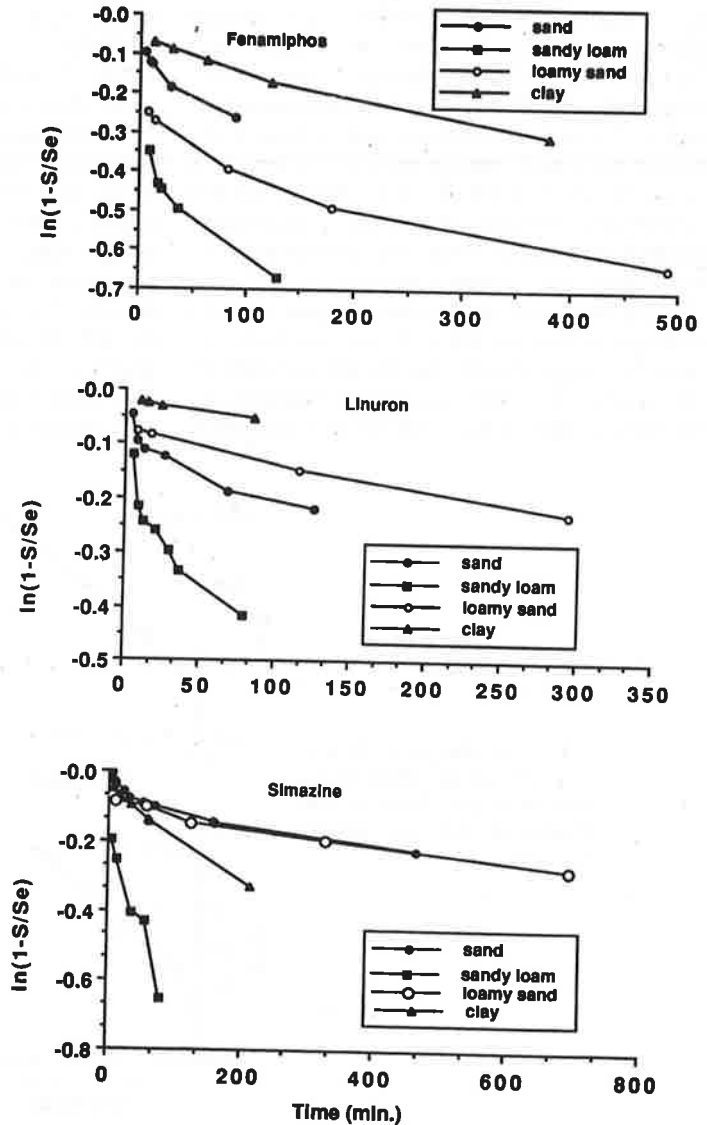 Fenamiphos
sand
sandy loam
loamy sand
clay
ln(1-S/Se)
-0.0
-0.1
-0.2
-0.3
-0.4
-0.5
-0.6
-0.7
0 100 200 300 400 500
Linuron
sand
sandy loam
loamy sand
clay
ln(1-S/Se)
-0.0
-0.1
-0.2
-0.3
-0.4
-0.5
0 50 100 150 200 250 300 350
Simazine
sand
sandy loam
loamy sand
clay
ln(1-S/Se)
-0.0
-0.2
-0.4
-0.6
-0.8
0 200 400 600 800
Time (min.)